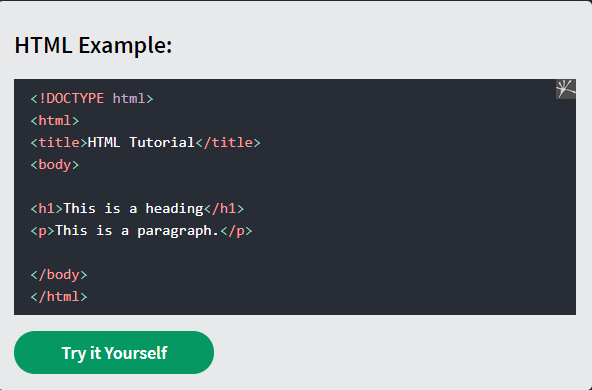 HTML Example:
<!DOCTYPE html>
<html>
<title>HTML Tutorial</title>
<body>
<h1>This is a heading</h1>
<p>This is a paragraph.</p>
</body>
</html>
Try it Yourself